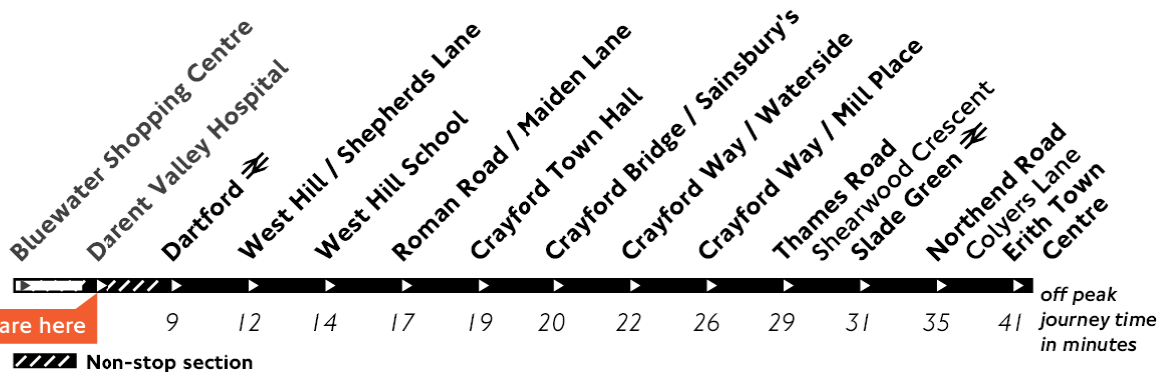 Bluewater Shopping Centre
Darent Valley Hospital
Dartford
West Hill / Shepherds Lane
West Hill School
Roman Road / Maiden Lane
Crayford Town Hall
Crayford Bridge / Sainsbury's
Crayford Way / Waterside
Crayford Way / Mill Place
Thames Road
Shearwood Crescent
Slade Green
Northend Road
Colyers Lane
Erith Town
Centre
are here
9 12 14 17 19 20 22 26 29 31 35 41
off peak
journey time
in minutes
Non-stop section